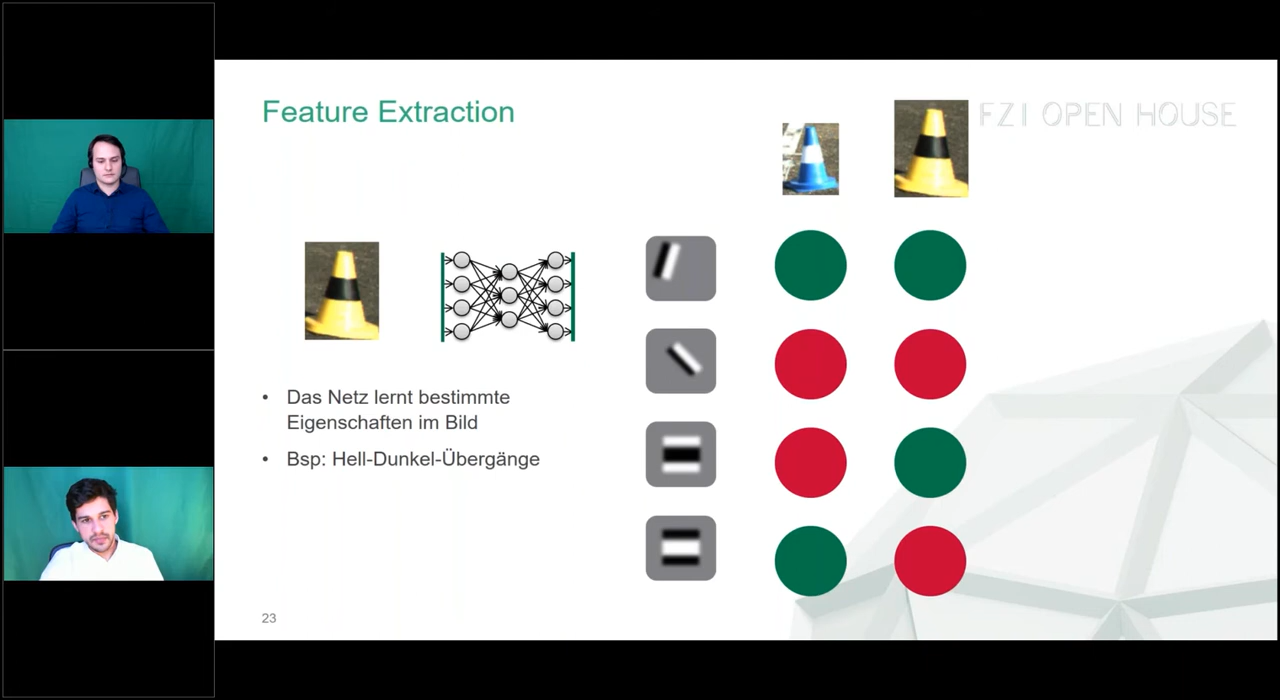 Feature Extraction
FZI OPEN HOUSE
• Das Netz lernt bestimmte
Eigenschaften im Bild
• Bsp: Hell-Dunkel-Übergänge
23